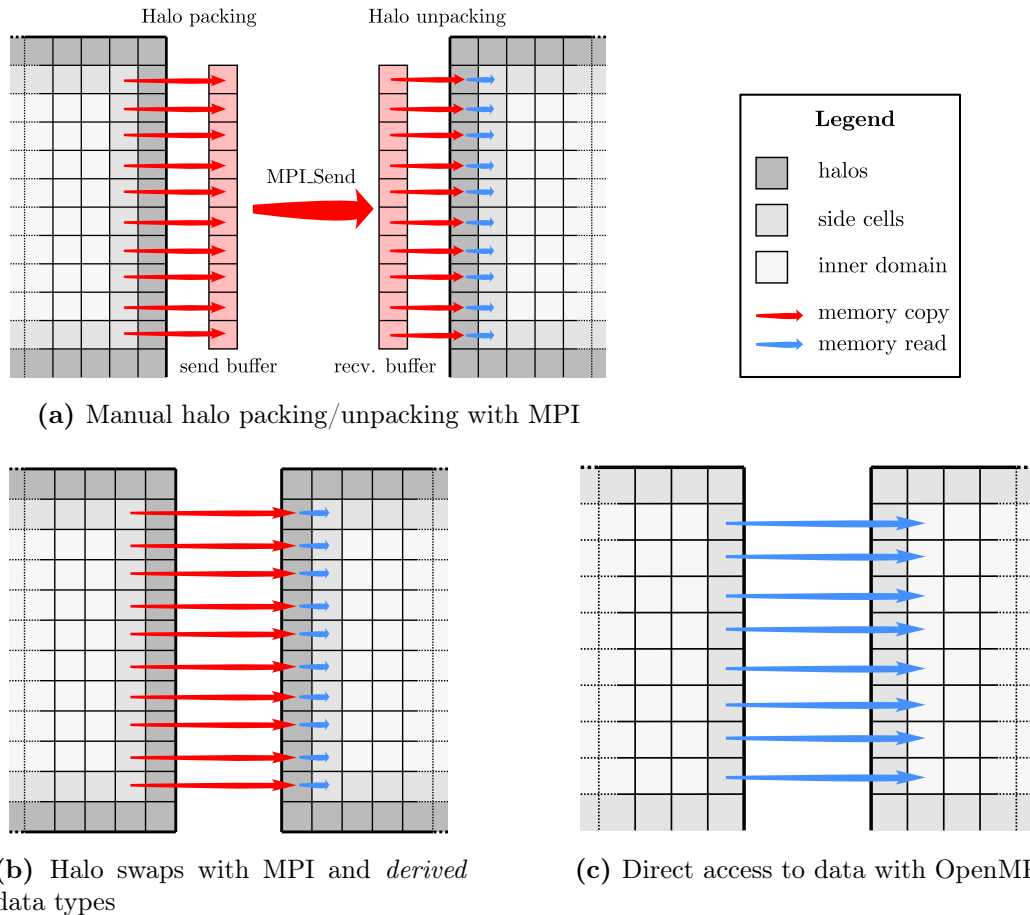 Halo packing
Halo unpacking
MPI_Send
send buffer
recv. buffer
Legend
halos
side cells
inner domain
memory copy
memory read
(a) Manual halo packing/unpacking with MPI
(b) Halo swaps with MPI and derived
data types
(c) Direct access to data with OpenMP